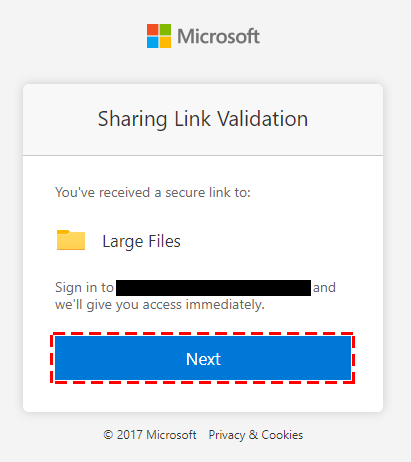 Microsoft
Sharing Link Validation
You've received a secure link to:
Large Files
Sign in to and
we'll give you access immediately.
Next
© 2017 Microsoft Privacy & Cookies